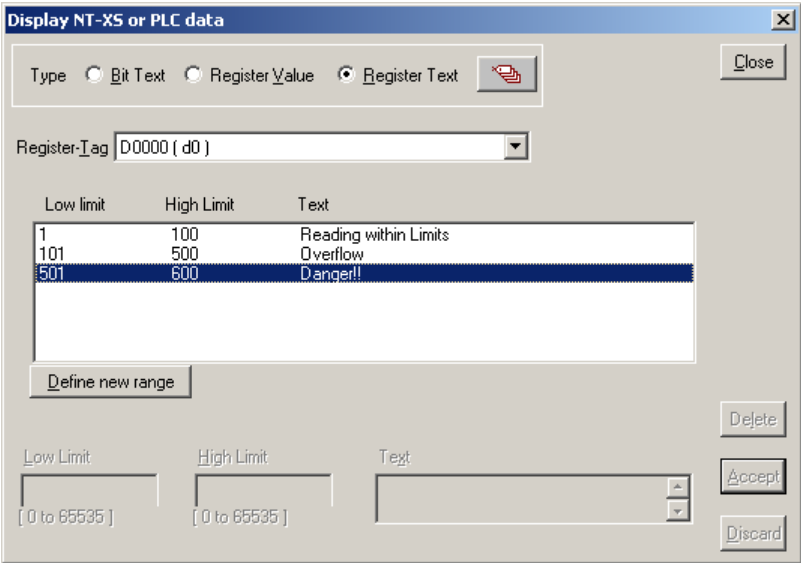 Display NT-XS or PLC data
Type Bit Text Register Value Register Text
Close
Register-Tag D0000 ( d0 )
Low limit High Limit Text
1 100 Reading within Limits
101 500 Overflow
501 600 Danger!!
Define new range
Delete
Low Limit High Limit Text
Accept
[ 0 to 65535 ] [ 0 to 65535 ]
Discard